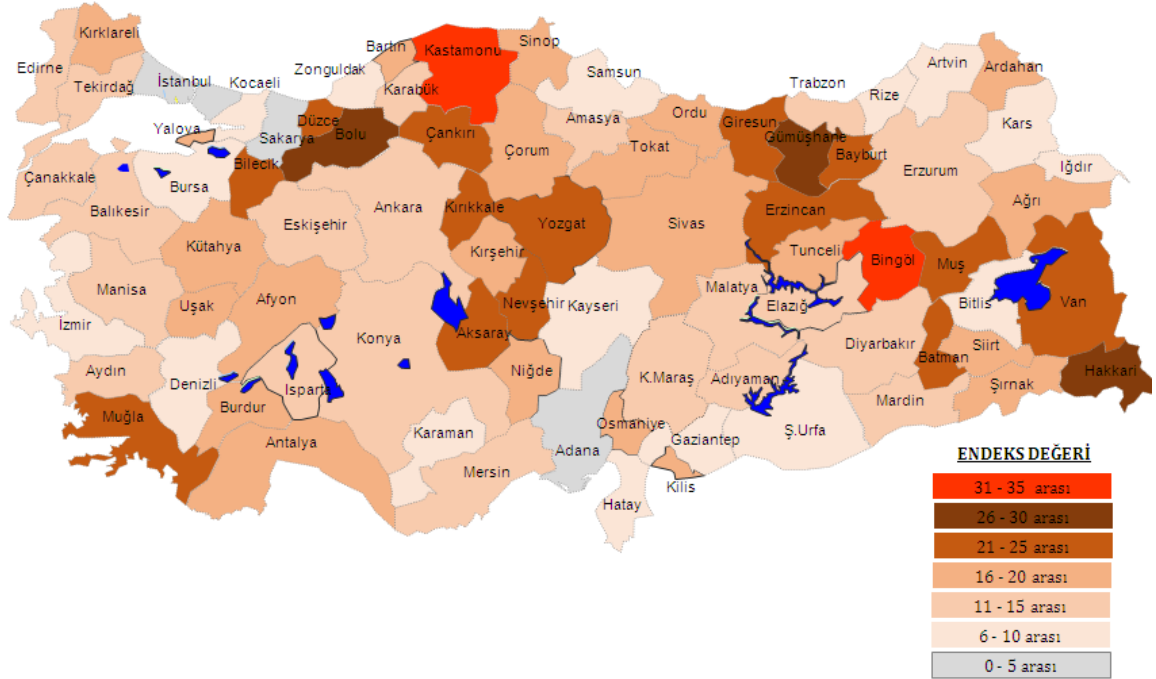 Kırklareli
Edirne
Tekirdağ
İstanbul
Kocaeli
Yalova
Sakarya
Düzce
Bolu
Zonguldak
Bartın
Karabük
Kastamonu
Sinop
Samsun
Çankırı
Çorum
Amasya
Tokat
Ordu
Giresun
Gümüşhane
Trabzon
Bayburt
Rize
Artvin
Ardahan
Kars
Iğdır
Erzurum
Ağrı
Çanakkale
Balıkesir
Bursa
Bilecik
Eskişehir
Ankara
Kırıkkale
Yozgat
Kırşehir
Sivas
Erzincan
Tunceli
Bingöl
Muş
Bitlis
Van
Kütahya
Manisa
Uşak
Afyon
İzmir
Aydın
Denizli
Muğla
Burdur
Isparta
Antalya
Konya
Aksaray
Nevşehir
Kayseri
Niğde
Karaman
Mersin
Adana
Malatya
Elazığ
K.Maraş
Adıyaman
Osmaniye
Gaziantep
Kilis
Hatay
Ş.Urfa
Diyarbakır
Batman
Siirt
Mardin
Şırnak
Hakkari
ENDEKS DEĞERİ
31 - 35 arası
26 - 30 arası
21 - 25 arası
16 - 20 arası
11 - 15 arası
6 - 10 arası
0 - 5 arası